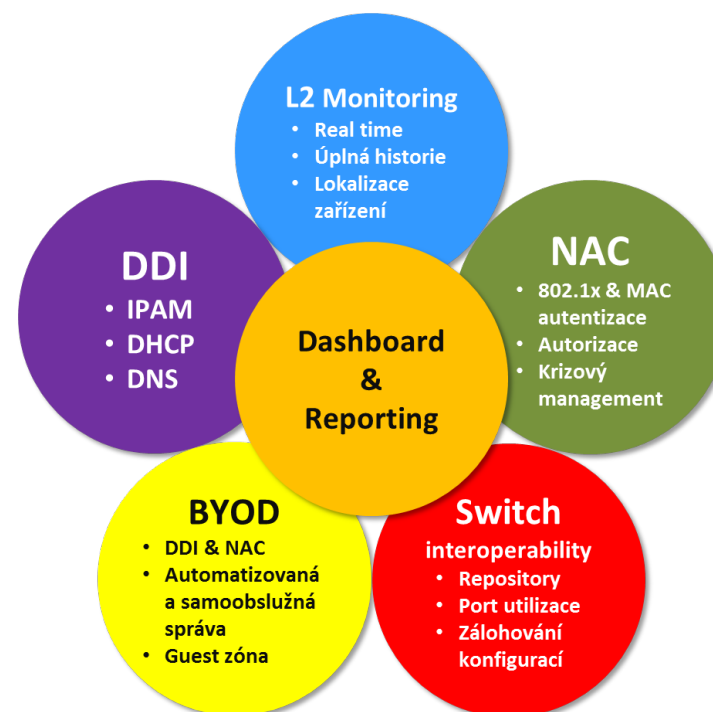 L2 Monitoring
• Real time
• Úplná historie
• Lokalizace
zařízení
DDI
• IPAM
• DHCP
• DNS
NAC
• 802.1x & MAC
autentizace
• Autorizace
• Krizový
management
Dashboard
&
Reporting
BYOD
• DDI & NAC
• Automatizovaná
a samoobslužná
správa
• Guest zóna
Switch
interoperability
• Repository
• Port utilizace
• Zálohování
konfigurací